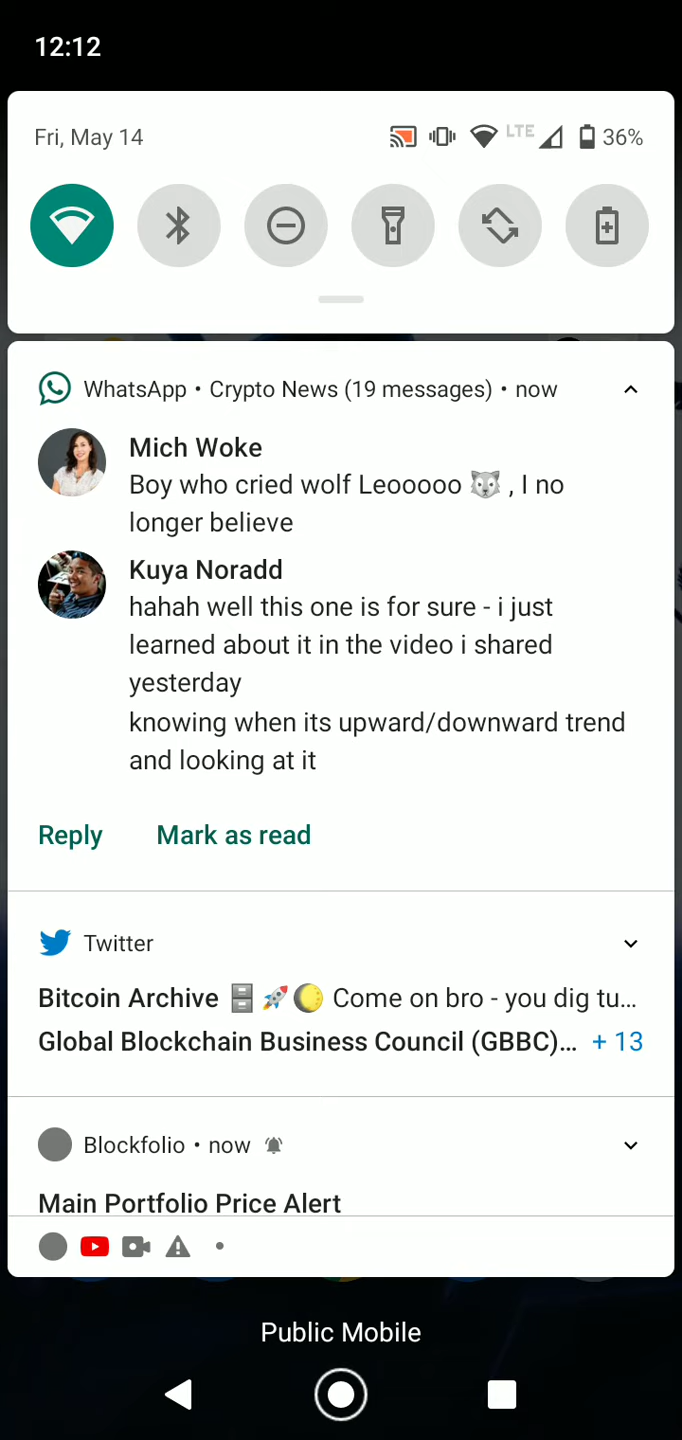 12:12
Fri, May 14
LTE
36%
WhatsApp • Crypto News (19 messages) • now
Mich Woke
Boy who cried wolf Leooooo 🐺 , I no
longer believe
Kuya Noradd
hahah well this one is for sure - i just
learned about it in the video i shared
yesterday
knowing when its upward/downward trend
and looking at it
Reply Mark as read
Twitter
Bitcoin Archive 🗄🚀🌔 Come on bro - you dig tu...
Global Blockchain Business Council (GBBC)... + 13
Blockfolio • now
Main Portfolio Price Alert
Public Mobile